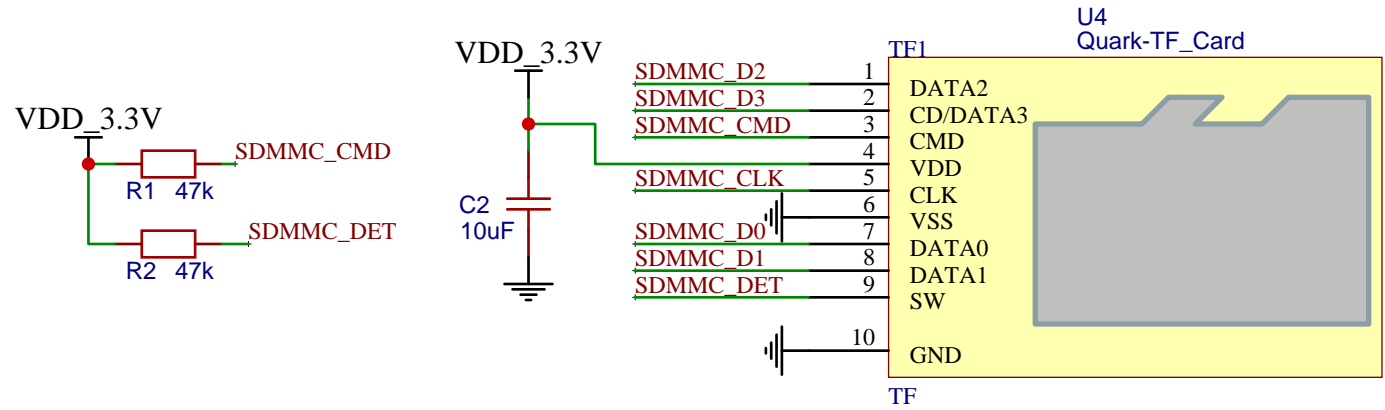 VDD_3.3V
SDMMC_CMD
R1 47k
SDMMC_DET
R2 47k
VDD_3.3V
C2
10uF
U4
Quark-TF_Card
TF1
SDMMC_D2 1 DATA2
SDMMC_D3 2 CD/DATA3
SDMMC_CMD 3 CMD
4 VDD
SDMMC_CLK 5 CLK
6 VSS
SDMMC_D0 7 DATA0
SDMMC_D1 8 DATA1
SDMMC_DET 9 SW
10 GND
TF